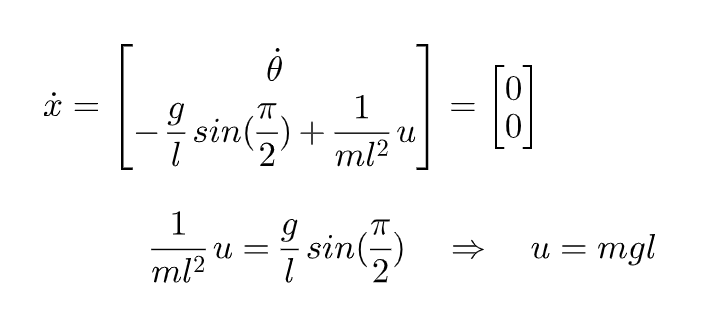 ẋ = [ θ̇ ; −g/l sin(π/2) + 1/(ml²) u ] = [ 0 ; 0 ]
1/(ml²) u = g/l sin(π/2) ⇒ u = mgl